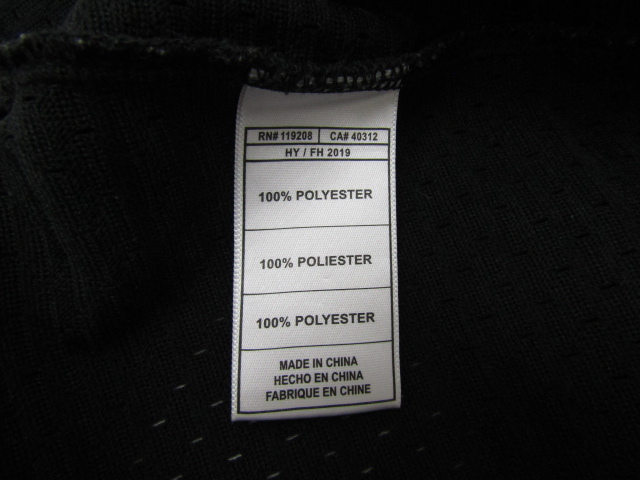 RN# 119208 CA# 40312
HY / FH 2019
100% POLYESTER
100% POLIESTER
100% POLYESTER
MADE IN CHINA
HECHO EN CHINA
FABRIQUE EN CHINE